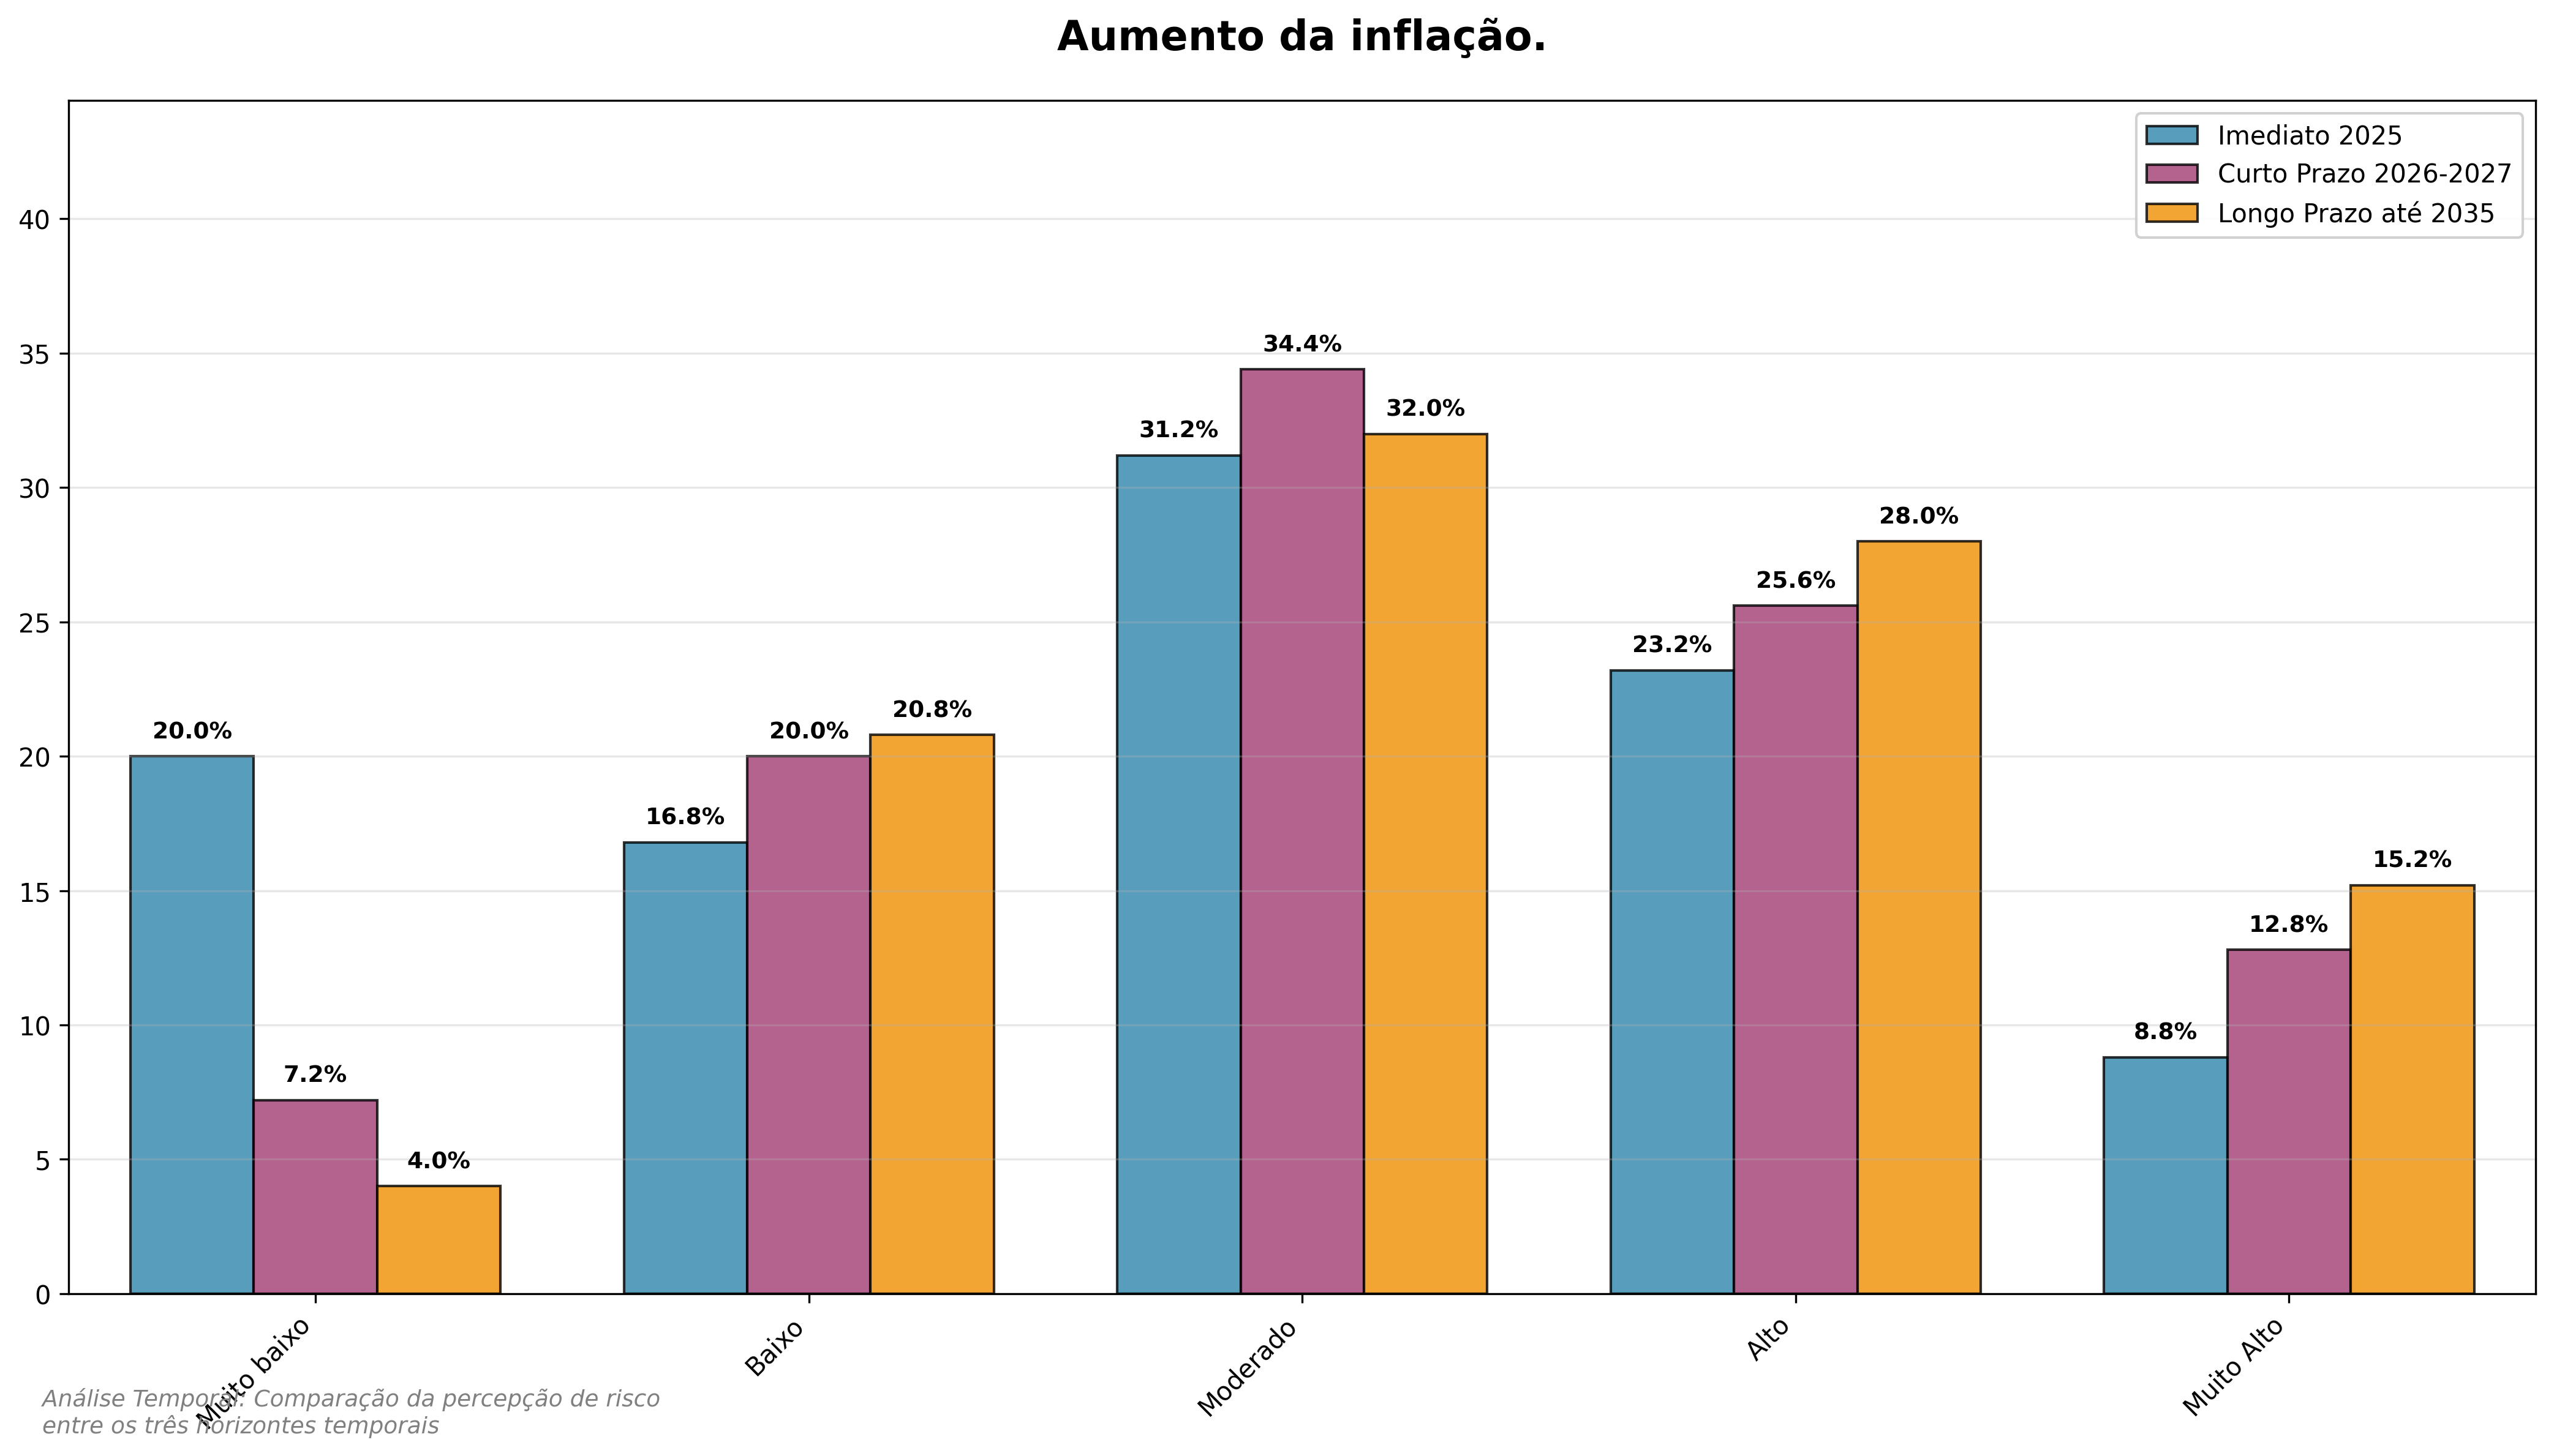 Aumento da inflação.
Imediato 2025
Curto Prazo 2026-2027
Longo Prazo até 2035
40
35
30
25
20
15
10
5
0
20.0%
7.2%
4.0%
16.8%
20.0%
20.8%
31.2%
34.4%
32.0%
23.2%
25.6%
28.0%
8.8%
12.8%
15.2%
Muito baixo
Baixo
Moderado
Alto
Muito Alto
Análise Temporal: Comparação da percepção de risco
entre os três horizontes temporais